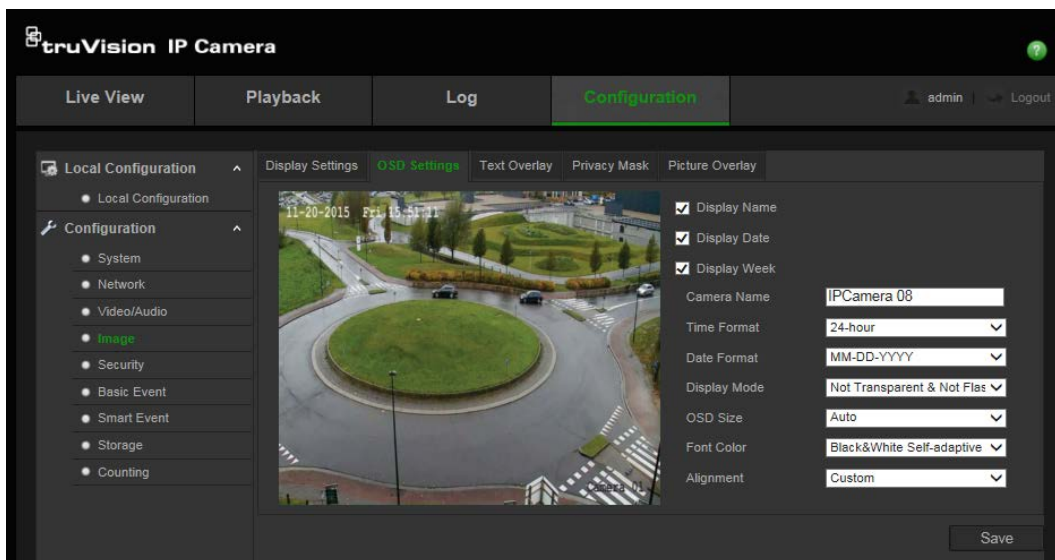 truVision IP Camera
?
Live View
Playback
Log
Configuration
admin
Logout
Local Configuration
Local Configuration
Configuration
System
Network
Video/Audio
Image
Security
Basic Event
Smart Event
Storage
Counting
Display Settings
OSD Settings
Text Overlay
Privacy Mask
Picture Overlay
11-20-2015 Fri 15:51:11
Camera 01
Display Name
Display Date
Display Week
Camera Name IPCamera 08
Time Format 24-hour
Date Format MM-DD-YYYY
Display Mode Not Transparent & Not Flas
OSD Size Auto
Font Color Black&White Self-adaptive
Alignment Custom
Save